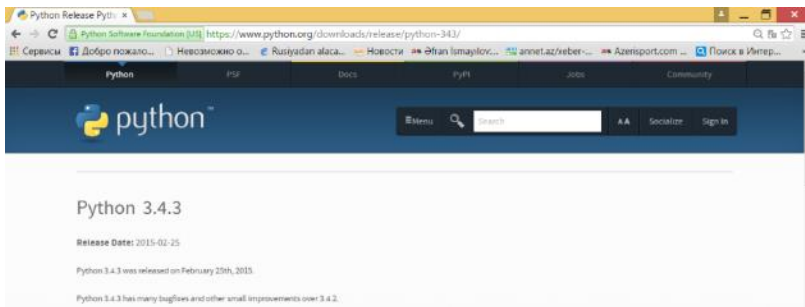 Python Release Pyth
Python Software Foundation [US] https://www.python.org/downloads/release/python-343/
Сервисы Добро пожало... Невозможно о... Rusiyadan alaca... Новости Əfran İsmayılov... annet.az/xeber-... Azerisport.com ... Поиск в Интер...
Python PSF Docs PyPI Jobs Community
python™
Menu Search A A Socialize Sign In
Python 3.4.3
Release Date: 2015-02-25
Python 3.4.3 was released on February 25th, 2015.
Python 3.4.3 has many bugfixes and other small improvements over 3.4.2.